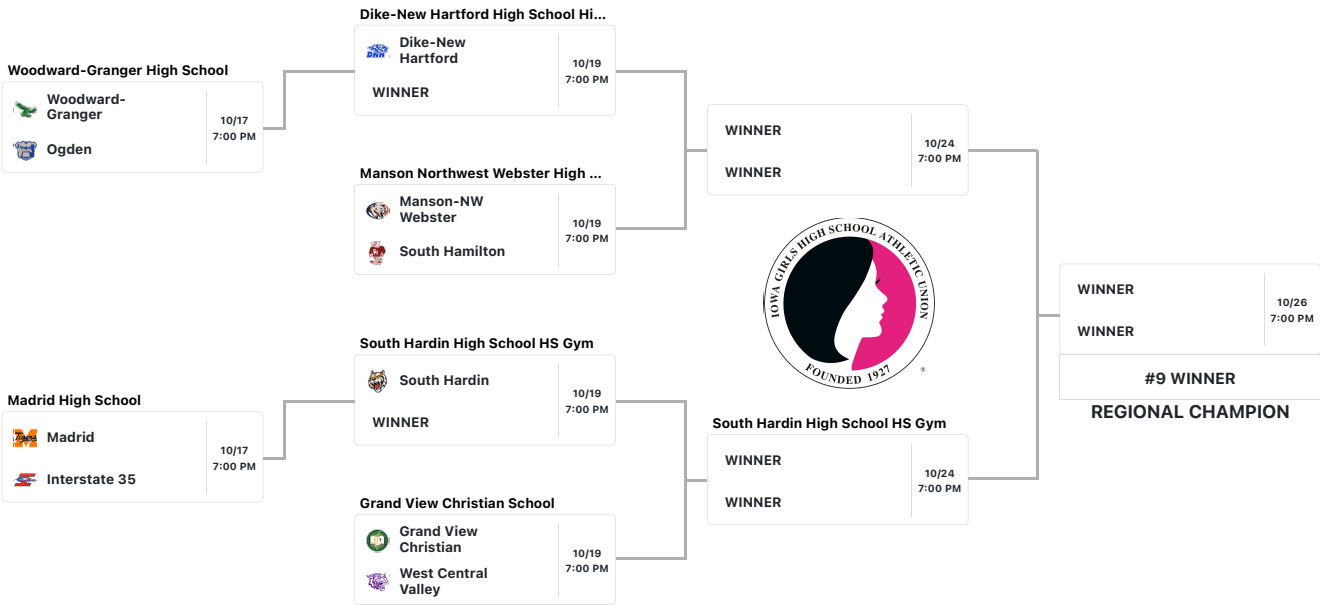 Woodward-Granger High School
Woodward-
Granger
Ogden
10/17
7:00 PM
Madrid High School
Tigers
M
Madrid
Interstate 35
10/17
7:00 PM
Dike-New Hartford High School Hi...
DNH
Dike-New
Hartford
WINNER
10/19
7:00 PM
Manson Northwest Webster High ...
Manson-NW
Webster
South Hamilton
10/19
7:00 PM
South Hardin High School HS Gym
South Hardin
WINNER
10/19
7:00 PM
Grand View Christian School
Grand View
Christian
West Central
Valley
10/19
7:00 PM
WINNER
WINNER
10/24
7:00 PM
IOWA GIRLS HIGH SCHOOL ATHLETIC UNION
FOUNDED 1927
®
South Hardin High School HS Gym
WINNER
WINNER
10/24
7:00 PM
WINNER
WINNER
10/26
7:00 PM
#9 WINNER
REGIONAL CHAMPION